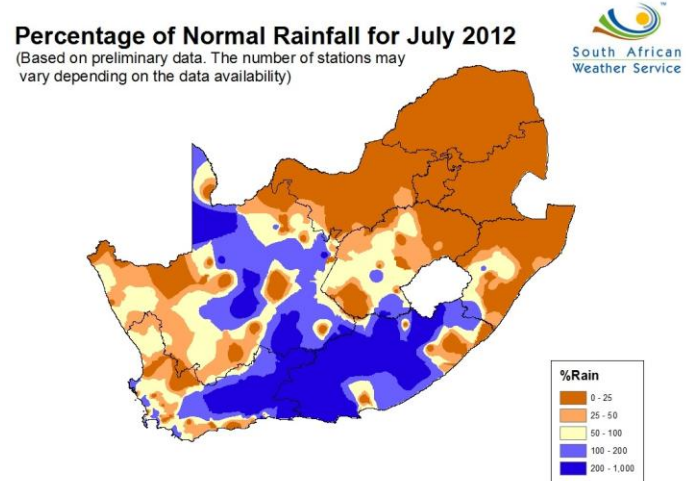 Percentage of Normal Rainfall for July 2012
(Based on preliminary data. The number of stations may
vary depending on the data availability)
South African
Weather Service
%Rain
0 - 25
25 - 50
50 - 100
100 - 200
200 - 1,000